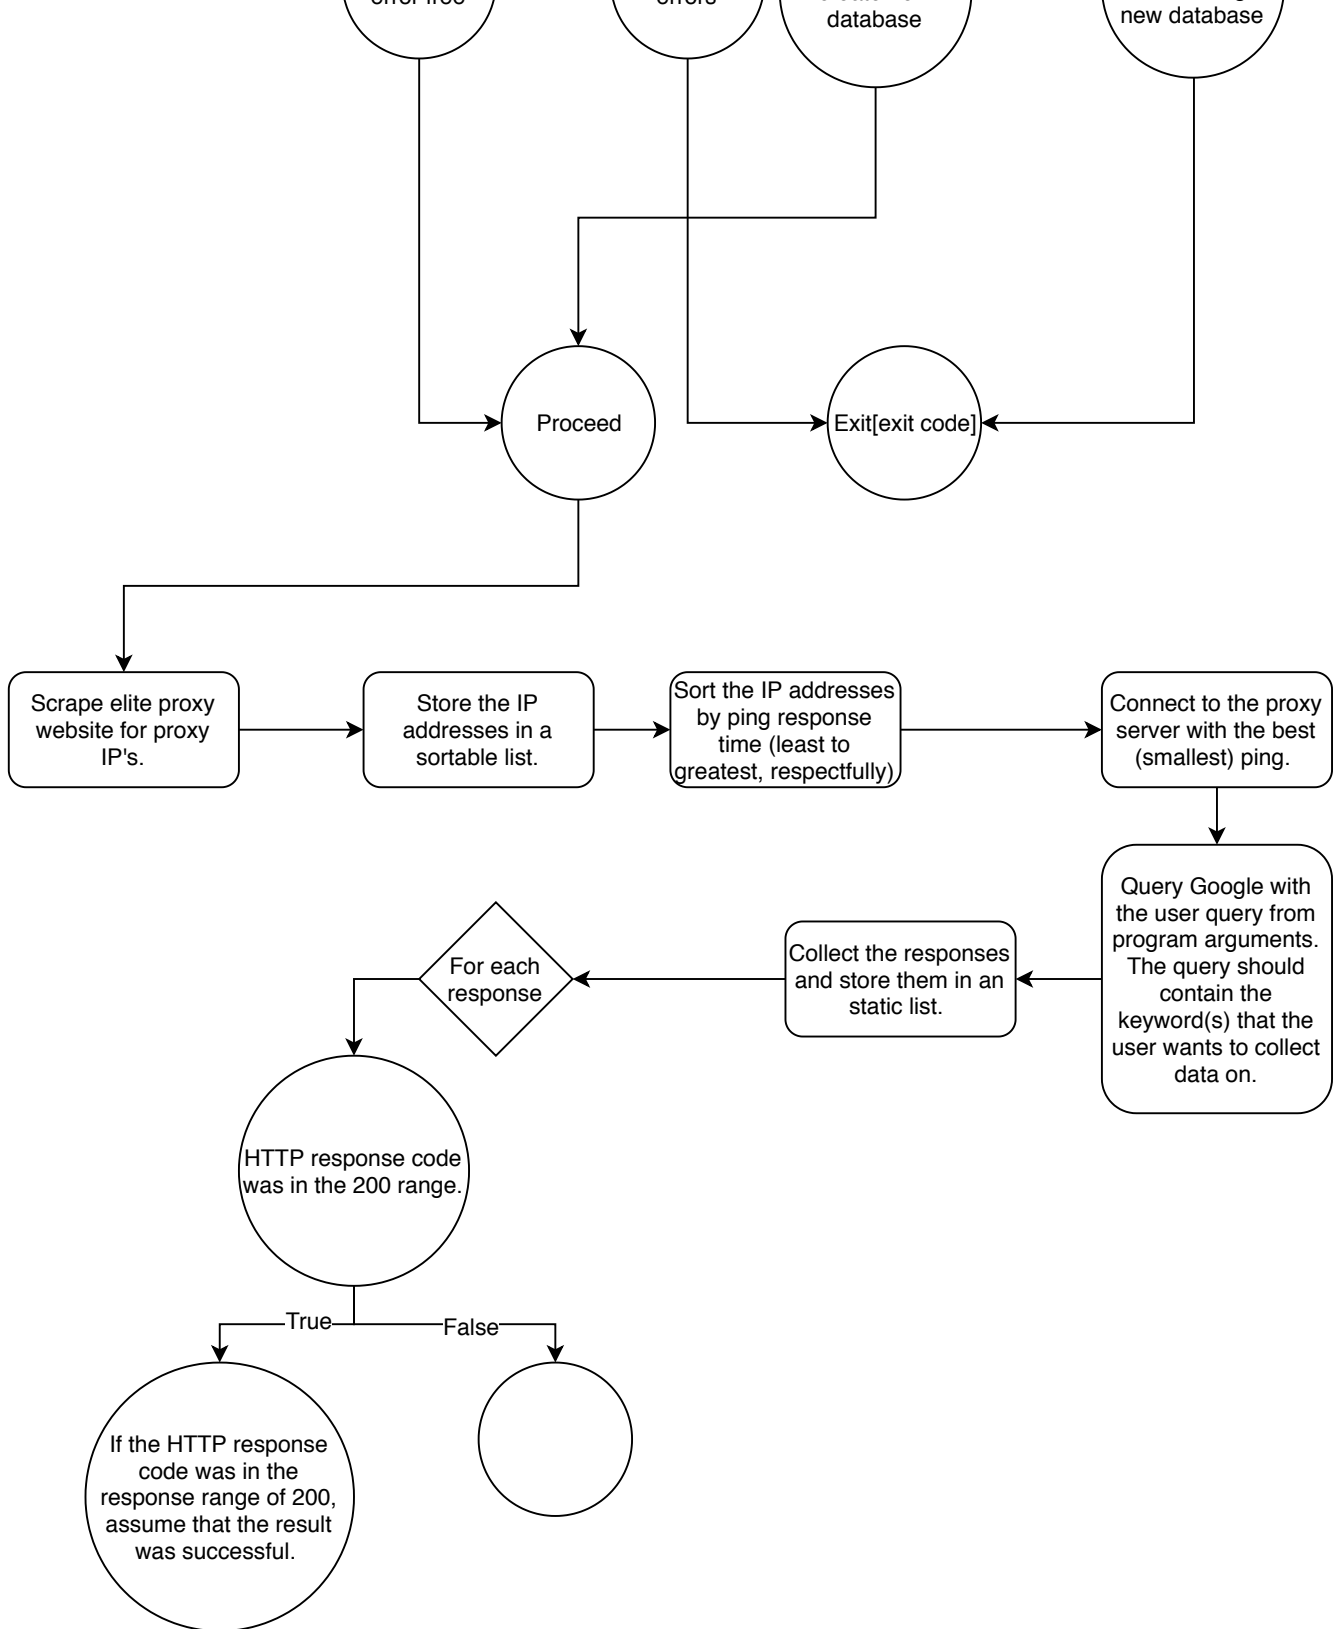 error free
errors
database
new database
Proceed
Exit[exit code]
Scrape elite proxy
website for proxy
IP's.
Store the IP
addresses in a
sortable list.
Sort the IP addresses
by ping response
time (least to
greatest, respectfully)
Connect to the proxy
server with the best
(smallest) ping.
Query Google with
the user query from
program arguments.
The query should
contain the
keyword(s) that the
user wants to collect
data on.
Collect the responses
and store them in an
static list.
For each
response
HTTP response code
was in the 200 range.
True
False
If the HTTP response
code was in the
response range of 200,
assume that the result
was successful.